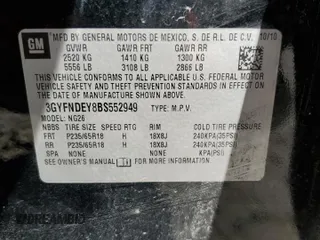 GM
MFD BY GENERAL MOTORS DE MEXICO, S. DE R.L. DE C.V. 10/10
GVWR GAWR FRT GAWR RR
2520 KG 1410 KG 1300 KG
5556 LB 3108 LB 2866 LB
THIS VEHICLE CONFORMS TO ALL APPLICABLE U.S. FEDERAL
MOTOR VEHICLE SAFETY, BUMPER, AND THEFT PREVENTION
STANDARDS IN EFFECT ON THE DATE OF MANUFACTURE
SHOWN ABOVE.
3GYFNDEY8BS552949 TYPE: M.P.V.
MODEL: NG26
TIRE SIZE SPEED RTG RIM COLD TIRE PRESSURE
FRT P235/65R18 H 18X8J 240KPA(35PSI)
RR P235/65R18 H 18X8J 240KPA(35PSI)
SPA NONE NONE KPA(PSI)
SEE OWNER'S MANUAL FOR ADDITIONAL INFORMATION.